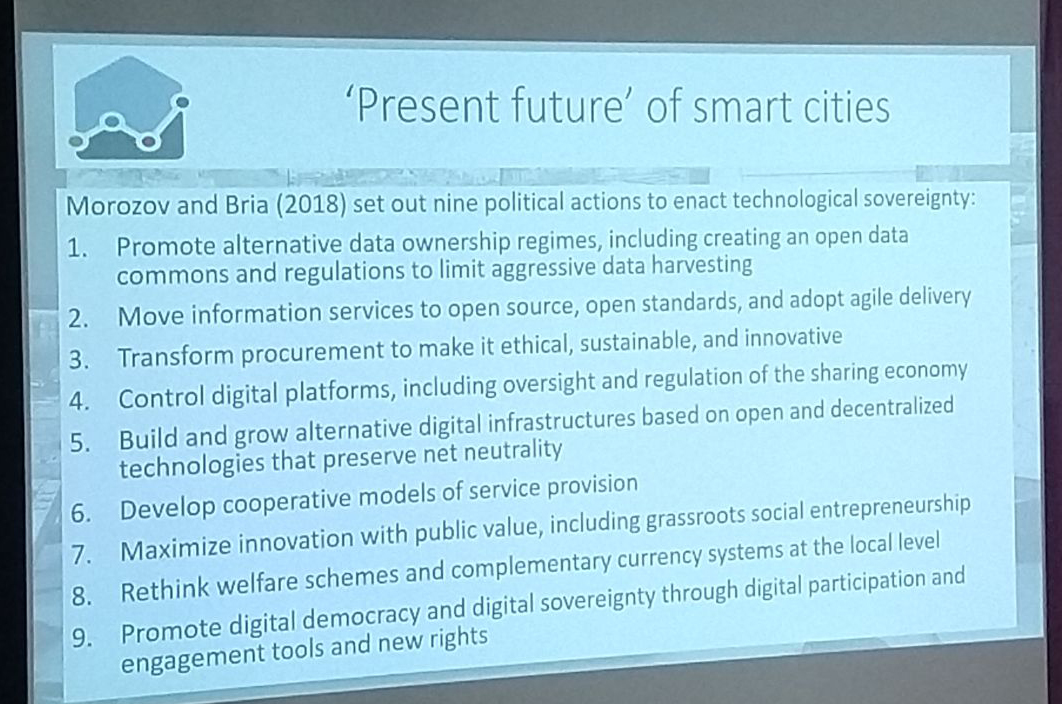 ‘Present future’ of smart cities
Morozov and Bria (2018) set out nine political actions to enact technological sovereignty:
1. Promote alternative data ownership regimes, including creating an open data
commons and regulations to limit aggressive data harvesting
2. Move information services to open source, open standards, and adopt agile delivery
3. Transform procurement to make it ethical, sustainable, and innovative
4. Control digital platforms, including oversight and regulation of the sharing economy
5. Build and grow alternative digital infrastructures based on open and decentralized
technologies that preserve net neutrality
6. Develop cooperative models of service provision
7. Maximize innovation with public value, including grassroots social entrepreneurship
8. Rethink welfare schemes and complementary currency systems at the local level
9. Promote digital democracy and digital sovereignty through digital participation and
engagement tools and new rights